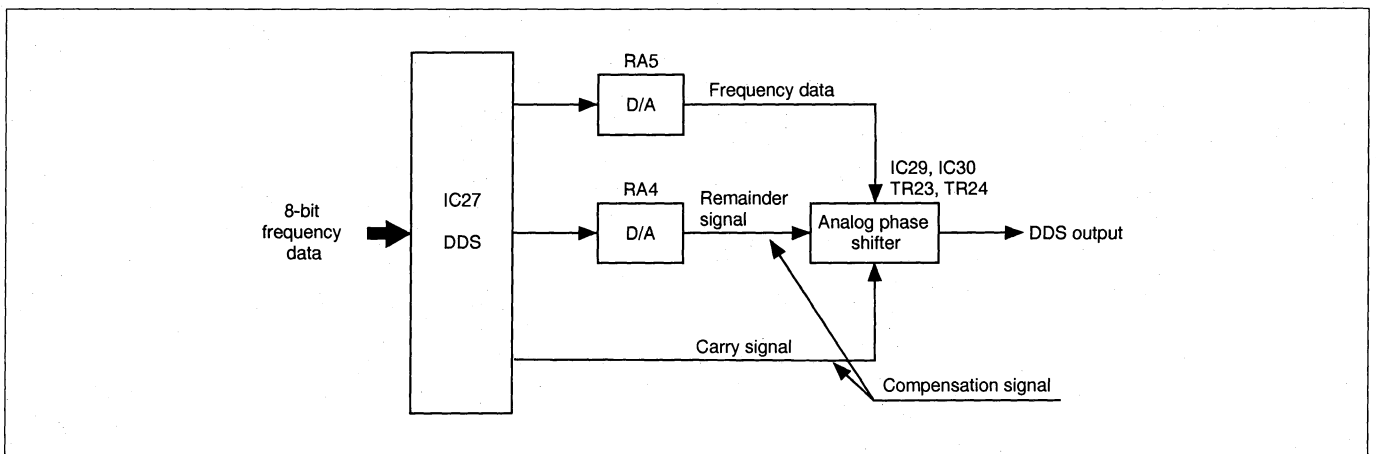 RA5
D/A
Frequency data
IC29, IC30
TR23, TR24
8-bit
frequency
data
IC27
DDS
RA4
D/A
Remainder
signal
Analog phase
shifter
DDS output
Carry signal
Compensation signal